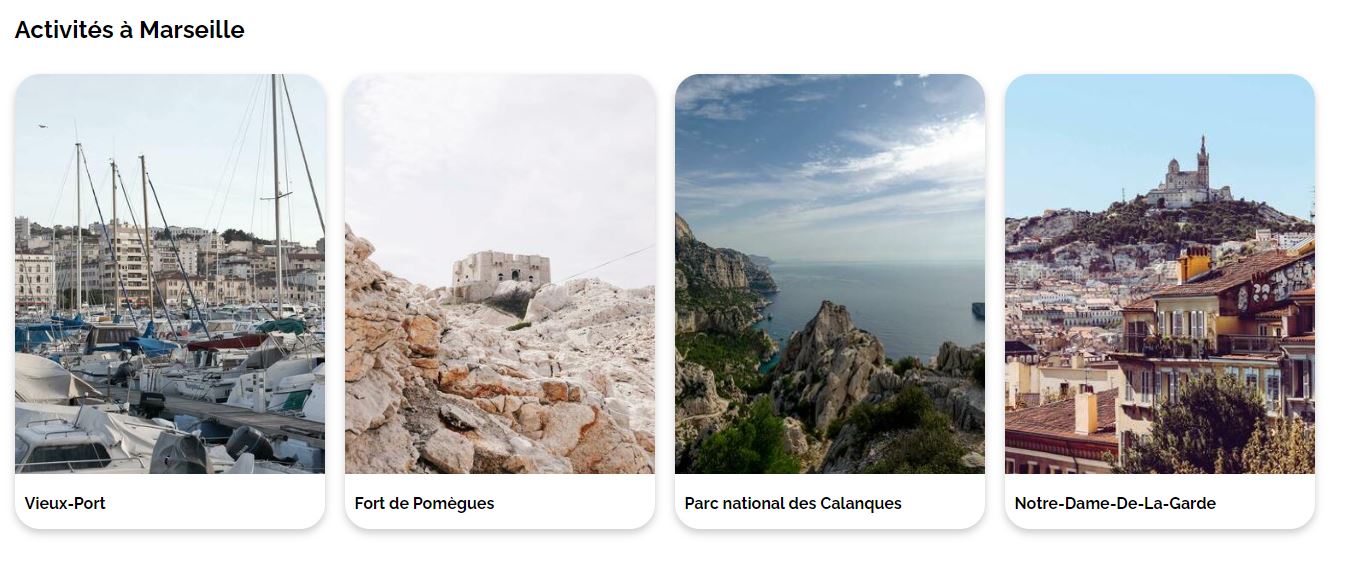 Activités à Marseille
Vieux-Port
Fort de Pomègues
Parc national des Calanques
Notre-Dame-De-La-Garde